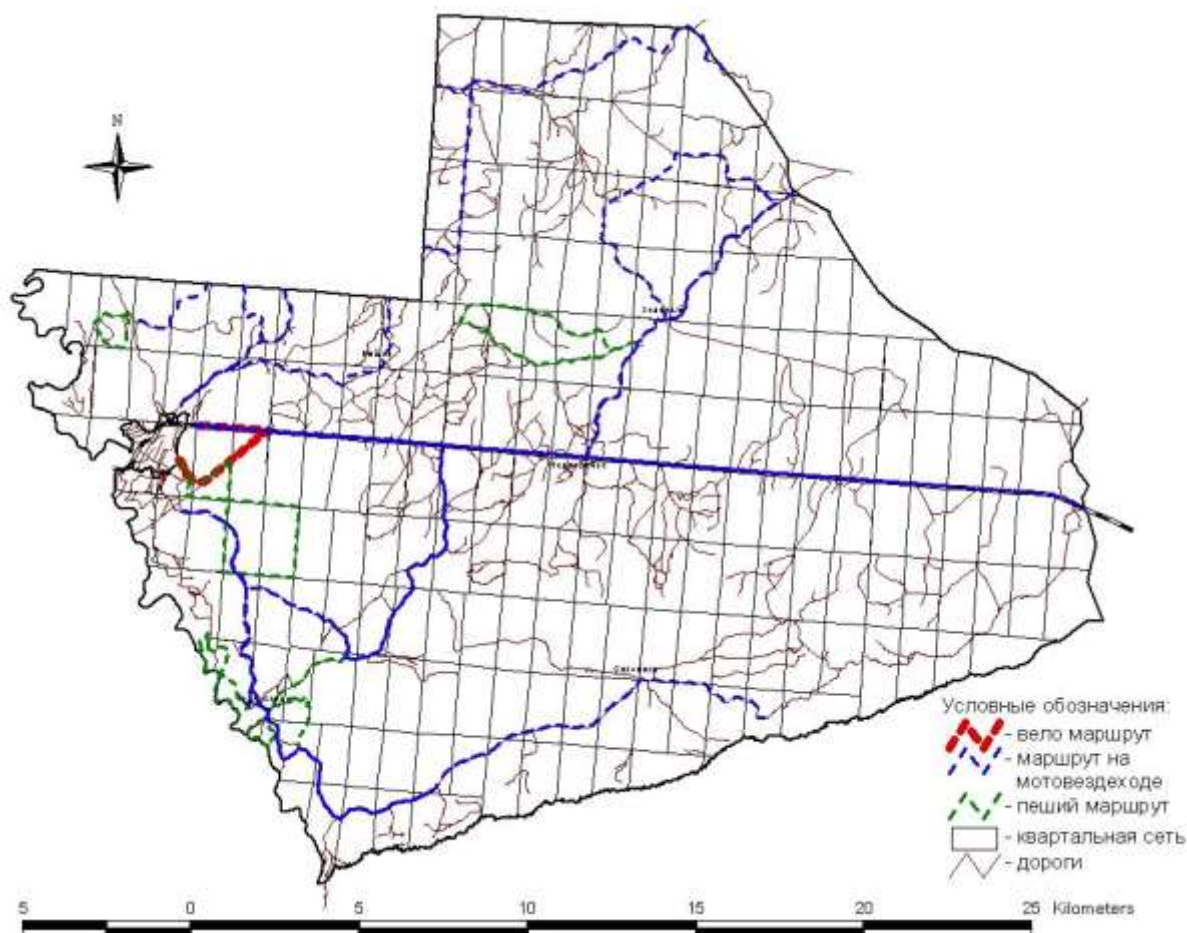 N
Условные обозначения:
- вело маршрут
- маршрут на
мотовездеходе
- пеший маршрут
- квартальная сеть
- дороги
5 0 5 10 15 20 25 Kilometers